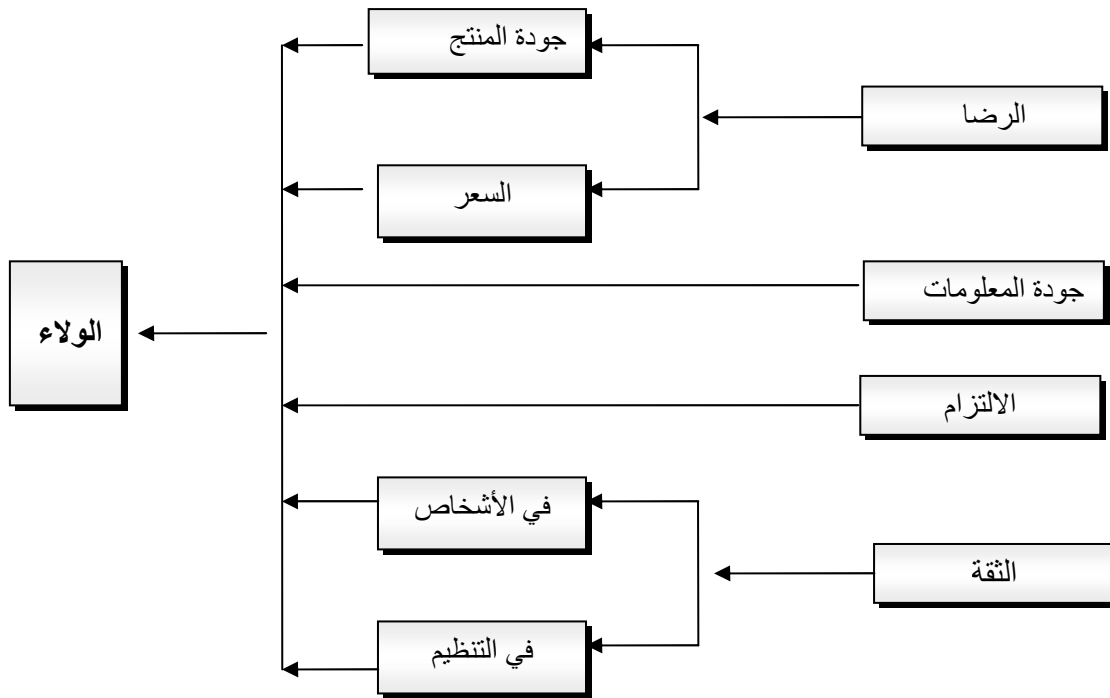 جودة المنتج
الرضا
السعر
جودة المعلومات
الولاء
الالتزام
في الأشخاص
الثقة
في التنظيم